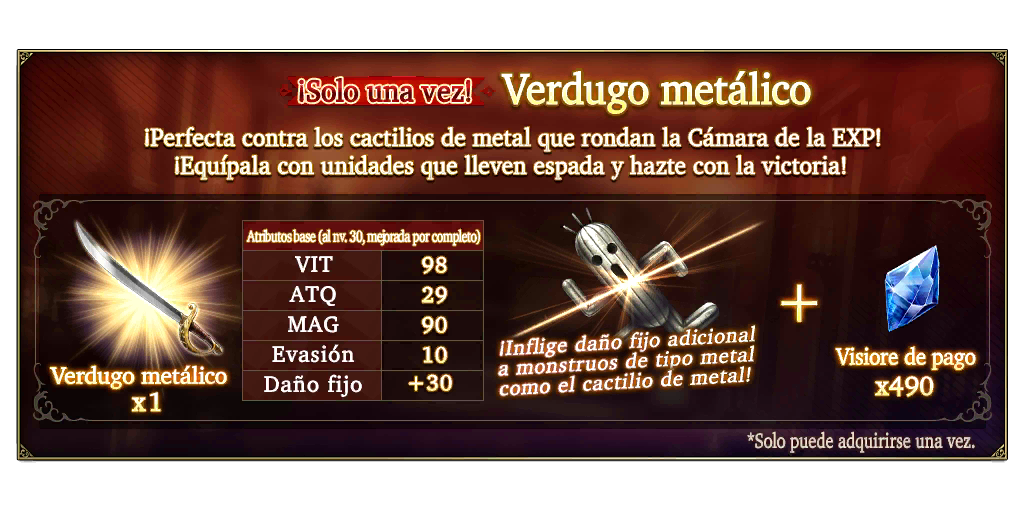 ¡Solo una vez! Verdugo metálico
¡Perfecta contra los cactilios de metal que rondan la Cámara de la EXP!
¡Equípala con unidades que lleven espada y hazte con la victoria!
Verdugo metálico
x1
Atributos base (al nv. 30, mejorada por completo)
VIT 98
ATQ 29
MAG 90
Evasión 10
Daño fijo +30
¡Inflige daño fijo adicional
a monstruos de tipo metal
como el cactilio de metal!
+
Visiore de pago
x490
*Solo puede adquirirse una vez.